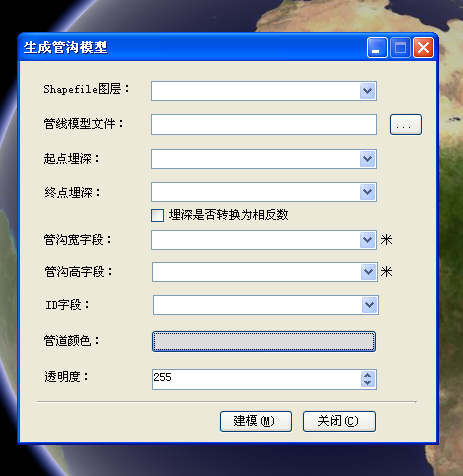 生成管沟模型
Shapefile图层：
管线模型文件：
...
起点埋深：
终点埋深：
埋深是否转换为相反数
管沟宽字段：
米
管沟高字段：
米
ID字段：
管道颜色：
透明度：
255
建模(M) 关闭(C)